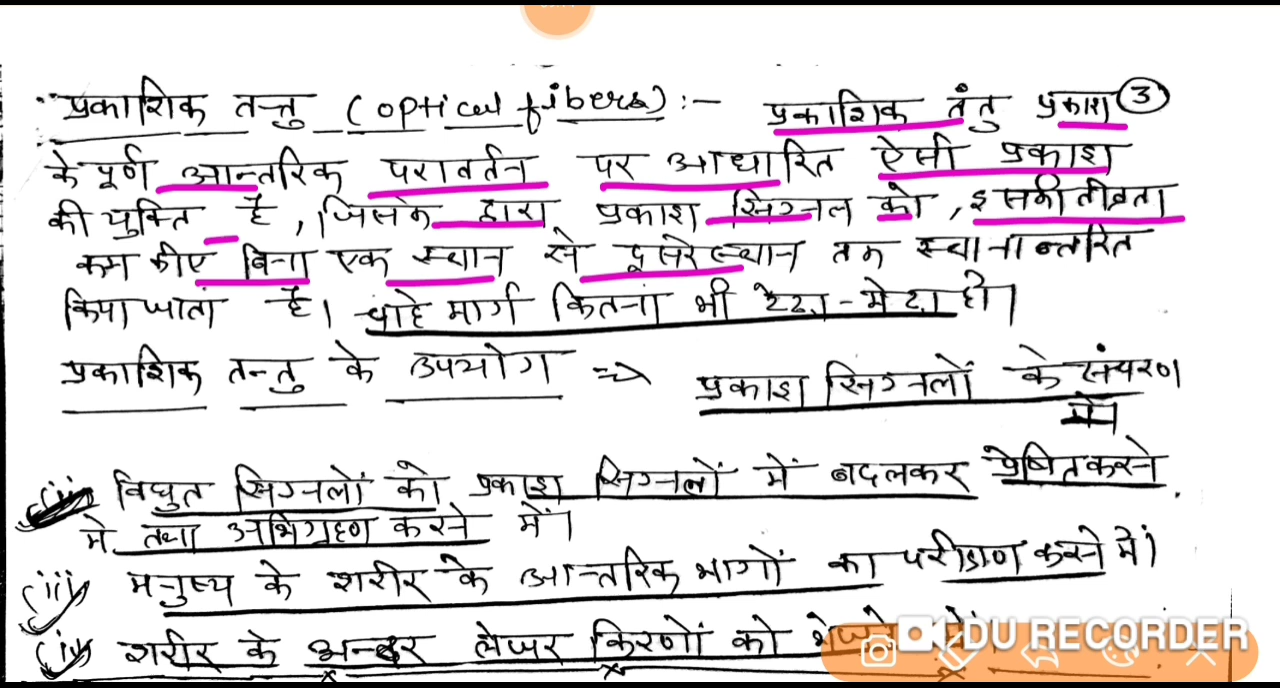 प्रकाशिक तन्तु (optical fibers) :- प्रकाशिक तंतु प्रकाश ③
के पूर्ण आन्तरिक परावर्तन पर आधारित ऐसी प्रकाश
की युक्ति है, जिसके द्वारा प्रकाश सिग्नल को, इसकी तीव्रता
कम कीए बिना एक स्थान से दूसरे स्थान तक स्थानान्तरित
किया जाता है। चाहे मार्ग कितना भी टेढा-मेढा हो।
प्रकाशिक तन्तु के उपयोग => प्रकाश सिग्नलों के संचरण
में।
(ii) विधुत सिग्नलों को प्रकाश सिग्नलों में बदलकर प्रेषित करने
में तथा अभिग्रहण करने में।
(iii) मनुष्य के शरीर के आन्तरिक भागों का परीक्षण करने में।
(iv) शरीर के अन्दर लेजर किरणों को भेजने में।
DU RECORDER